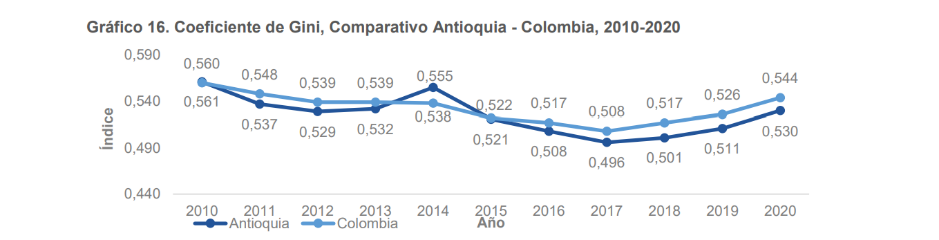 Gráfico 16. Coeficiente de Gini, Comparativo Antioquia - Colombia, 2010-2020
0,590
0,540
0,490
0,440
Índice
0,560 0,548 0,539 0,539 0,555 0,522 0,517 0,508 0,517 0,526 0,544
0,561 0,537 0,529 0,532 0,538 0,521 0,508 0,496 0,501 0,511 0,530
2010 2011 2012 2013 2014 2015 2016 2017 2018 2019 2020
Antioquia Colombia Año